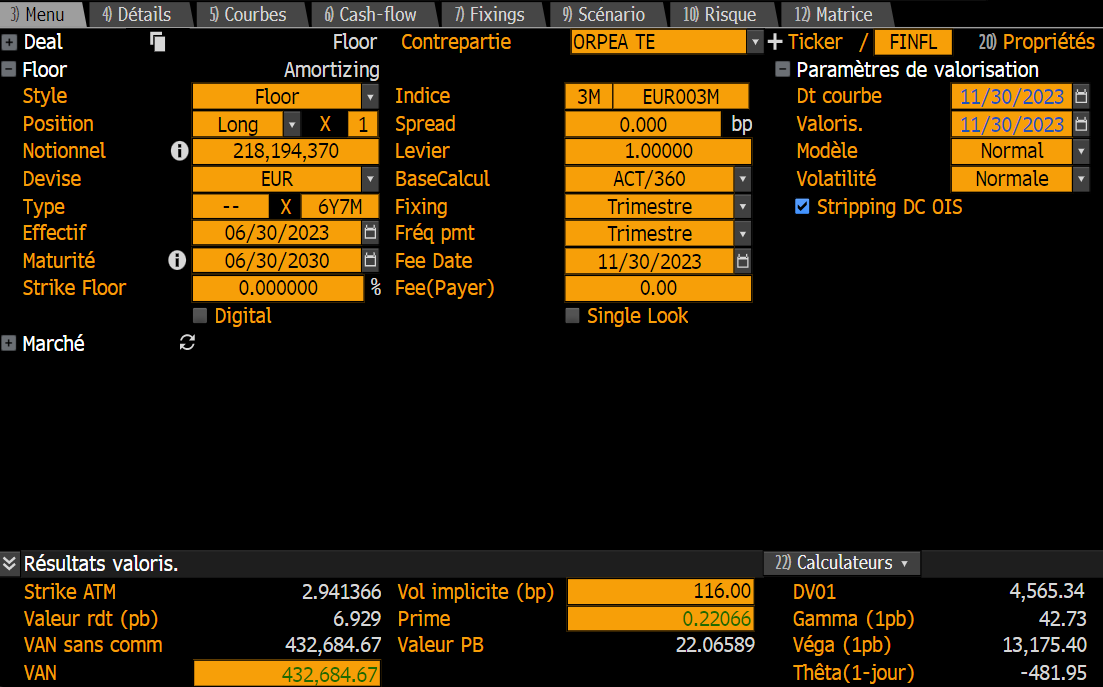 3) Menu 4) Détails 5) Courbes 6) Cash-flow 7) Fixings 9) Scénario 10) Risque 12) Matrice
Deal Floor Contrepartie ORPEA TE Ticker / FINFL 20) Propriétés
Floor Amortizing Paramètres de valorisation
Style Floor Indice 3M EUR003M Dt courbe 11/30/2023
Position Long X 1 Spread 0.000 bp Valoris. 11/30/2023
Notionnel 218,194,370 Levier 1.00000 Modèle Normal
Devise EUR BaseCalcul ACT/360 Volatilité Normale
Type -- X 6Y7M Fixing Trimestre Stripping DC OIS
Effectif 06/30/2023 Fréq pmt Trimestre
Maturité 06/30/2030 Fee Date 11/30/2023
Strike Floor 0.000000 % Fee(Payer) 0.00
Digital Single Look
Marché
Résultats valoris. 22) Calculateurs
Strike ATM 2.941366 Vol implicite (bp) 116.00 DV01 4,565.34
Valeur rdt (pb) 6.929 Prime 0.22066 Gamma (1pb) 42.73
VAN sans comm 432,684.67 Valeur PB 22.06589 Véga (1pb) 13,175.40
VAN 432,684.67 Thêta(1-jour) -481.95